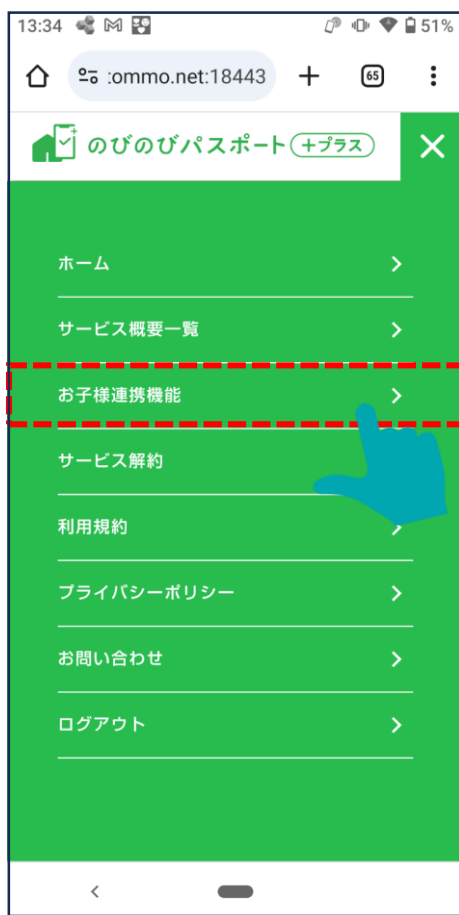 13:34 51%
:ommo.net:18443 65
のびのびパスポート +プラス
ホーム
サービス概要一覧
お子様連携機能
サービス解約
利用規約
プライバシーポリシー
お問い合わせ
ログアウト